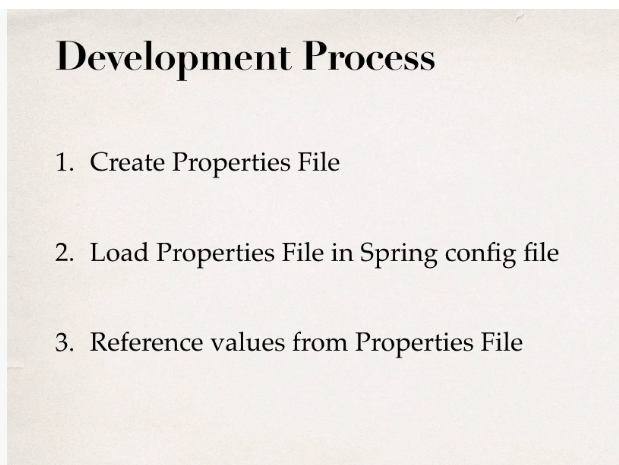 Development Process
1. Create Properties File
2. Load Properties File in Spring config file
3. Reference values from Properties File